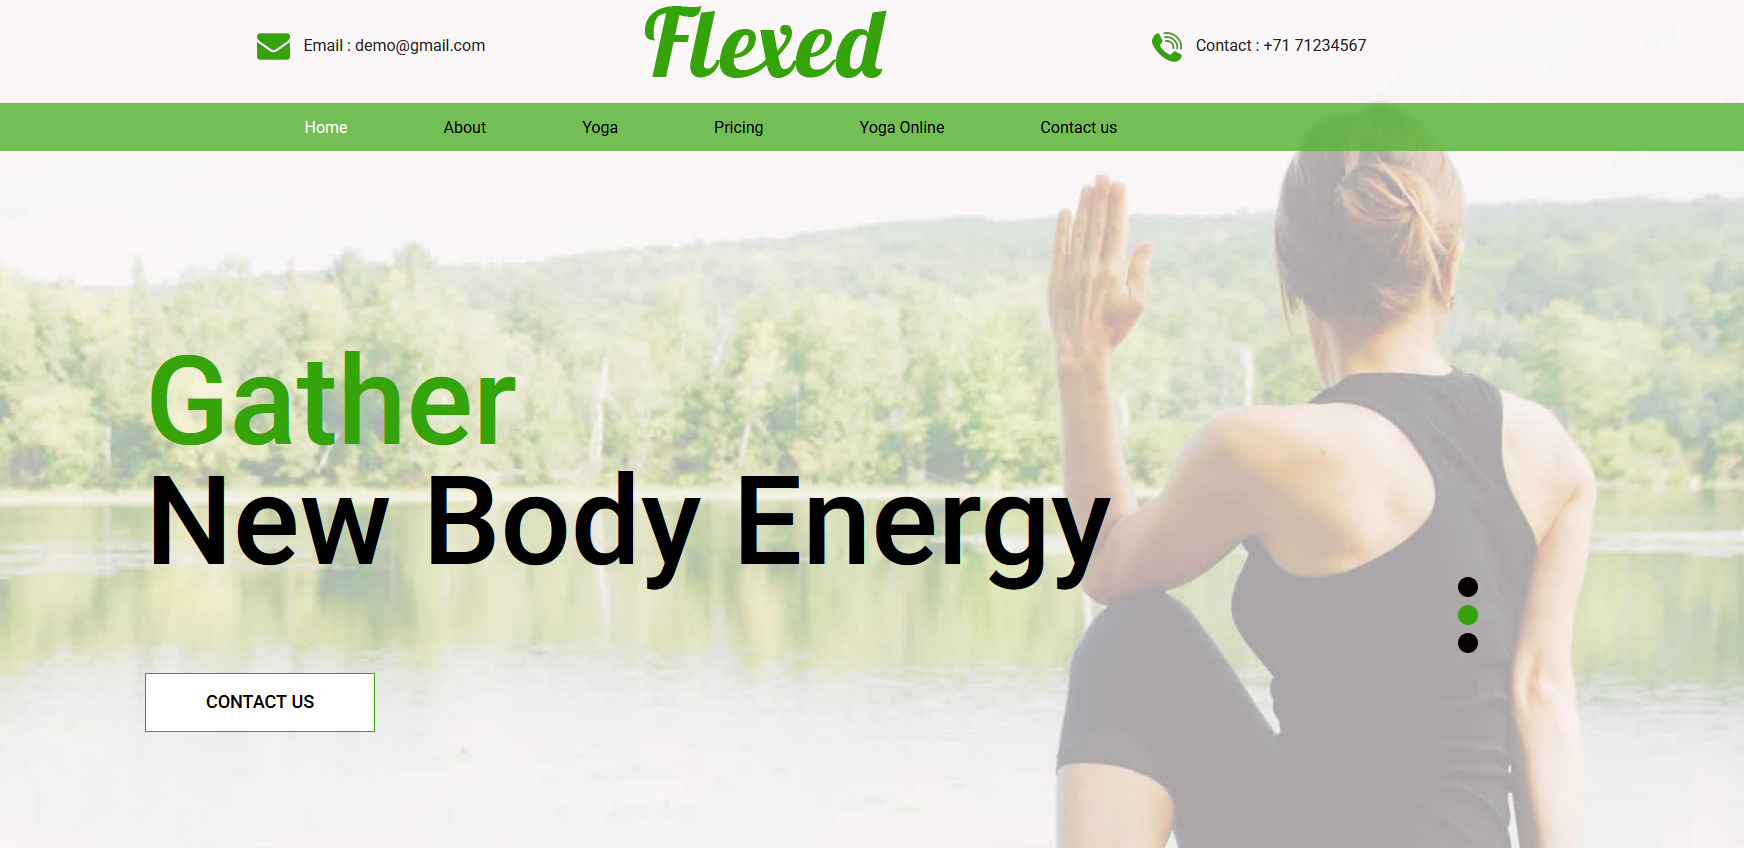 Email : demo@gmail.com
Flexed
Contact : +71 71234567
Home
About
Yoga
Pricing
Yoga Online
Contact us
Gather
New Body Energy
CONTACT US